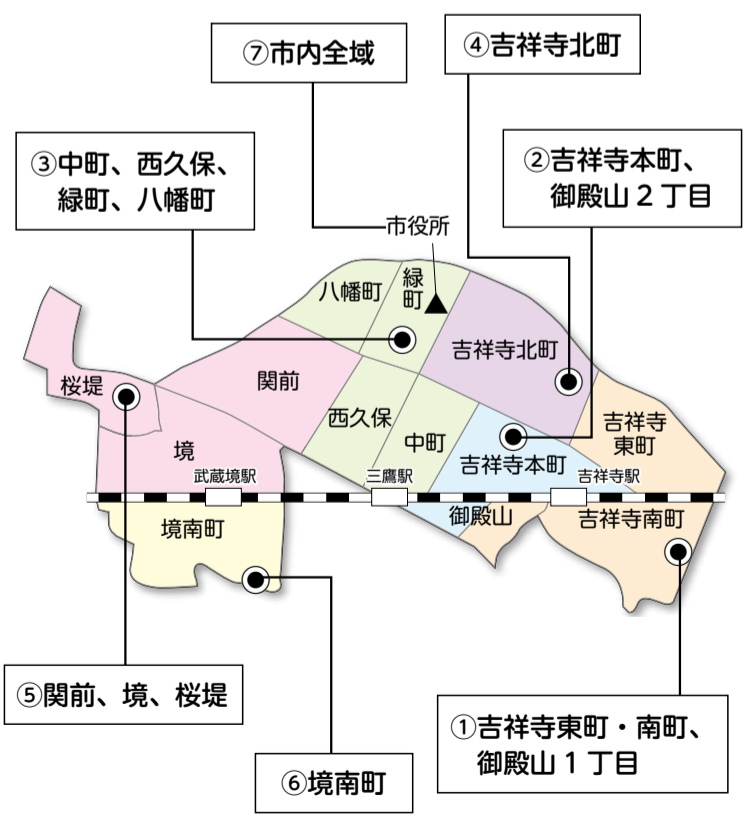 ④吉祥寺北町
⑦市内全域
③中町、西久保、
緑町、八幡町
②吉祥寺本町、
御殿山2丁目
市役所
八幡町
緑
町
吉祥寺北町
関前
桜堤
西久保
吉祥寺
東町
中町
境
吉祥寺本町
武蔵境駅
三鷹駅
吉祥寺駅
御殿山
吉祥寺南町
境南町
⑤関前、境、桜堤
①吉祥寺東町・南町、
御殿山1丁目
⑥境南町